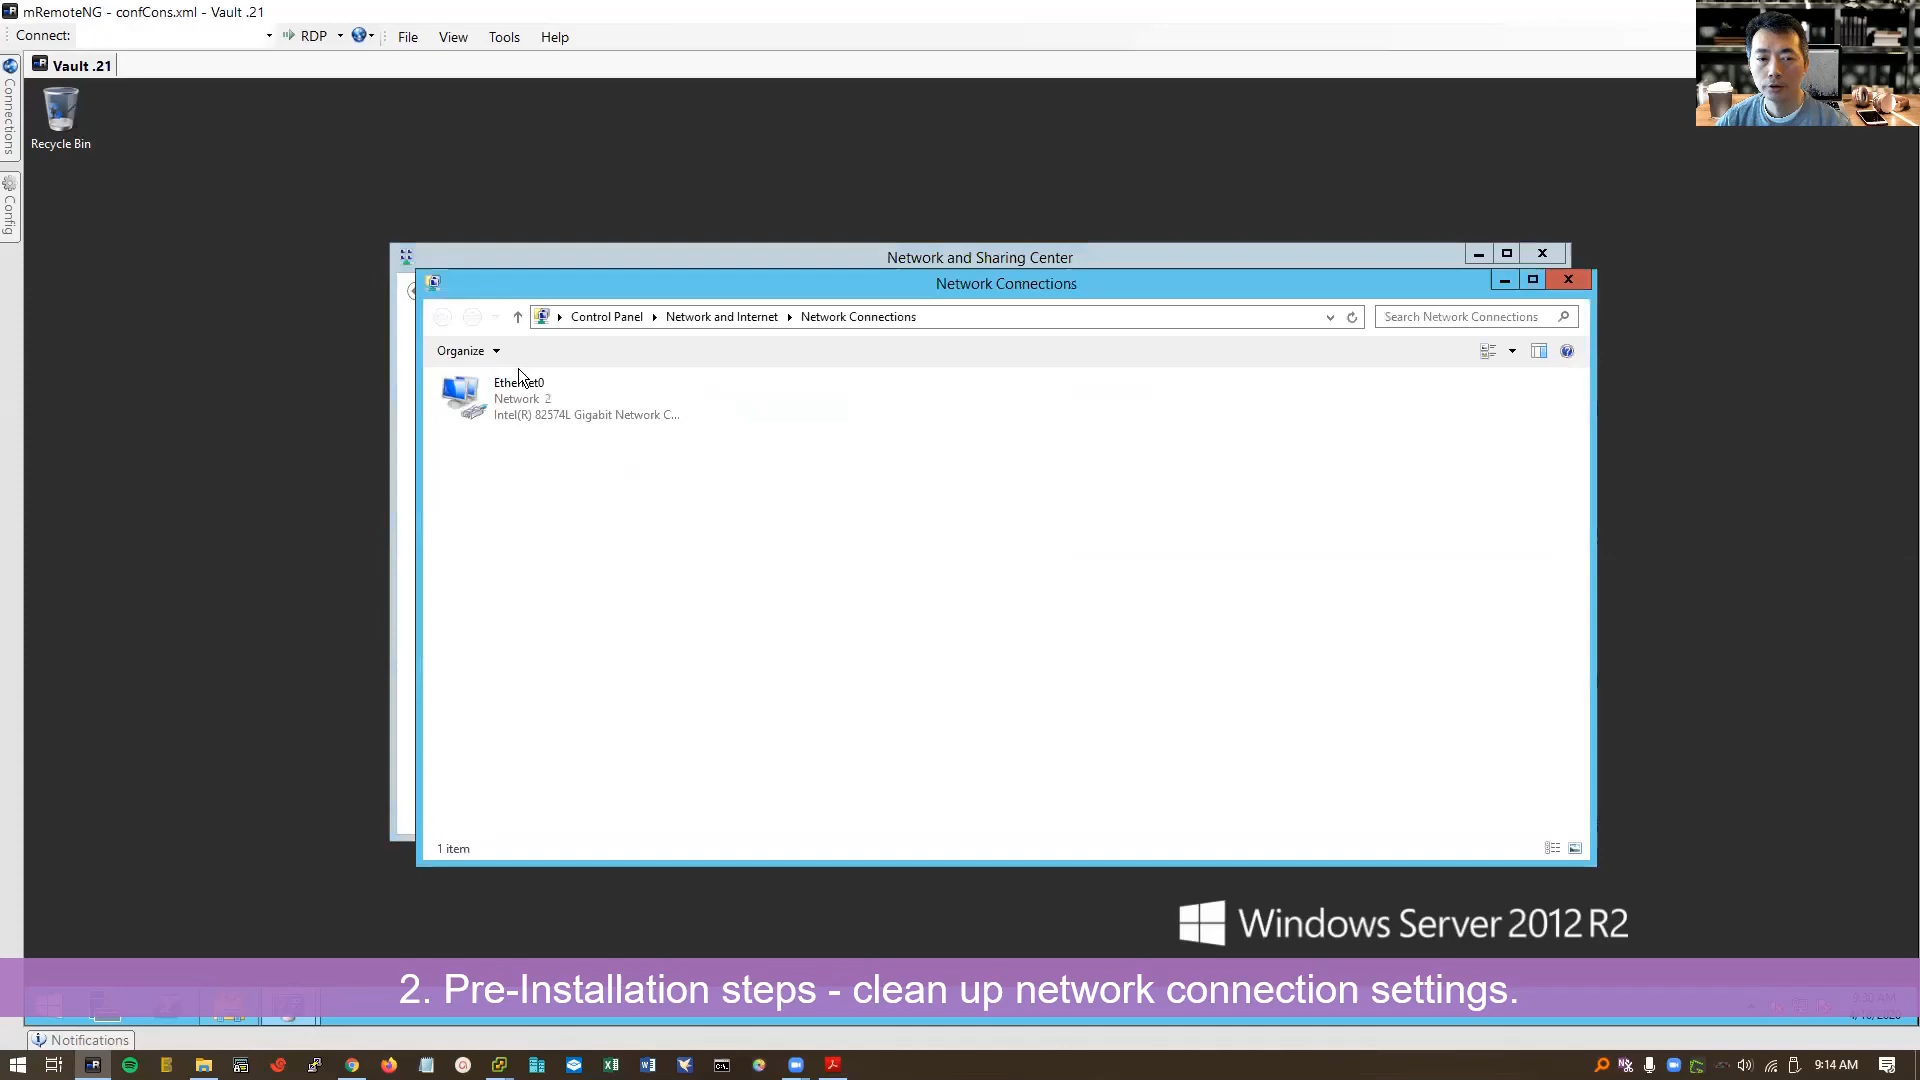 mRemoteNG - confCons.xml - Vault .21
Connect:
RDP
File
View
Tools
Help
Vault .21
Connections
Config
Recycle Bin
Network and Sharing Center
Network Connections
Control Panel
Network and Internet
Network Connections
Search Network Connections
Organize
Ethernet0
Network 2
Intel(R) 82574L Gigabit Network C...
1 item
Windows Server 2012 R2
2. Pre-Installation steps - clean up network connection settings.
Notifications
9:14 AM